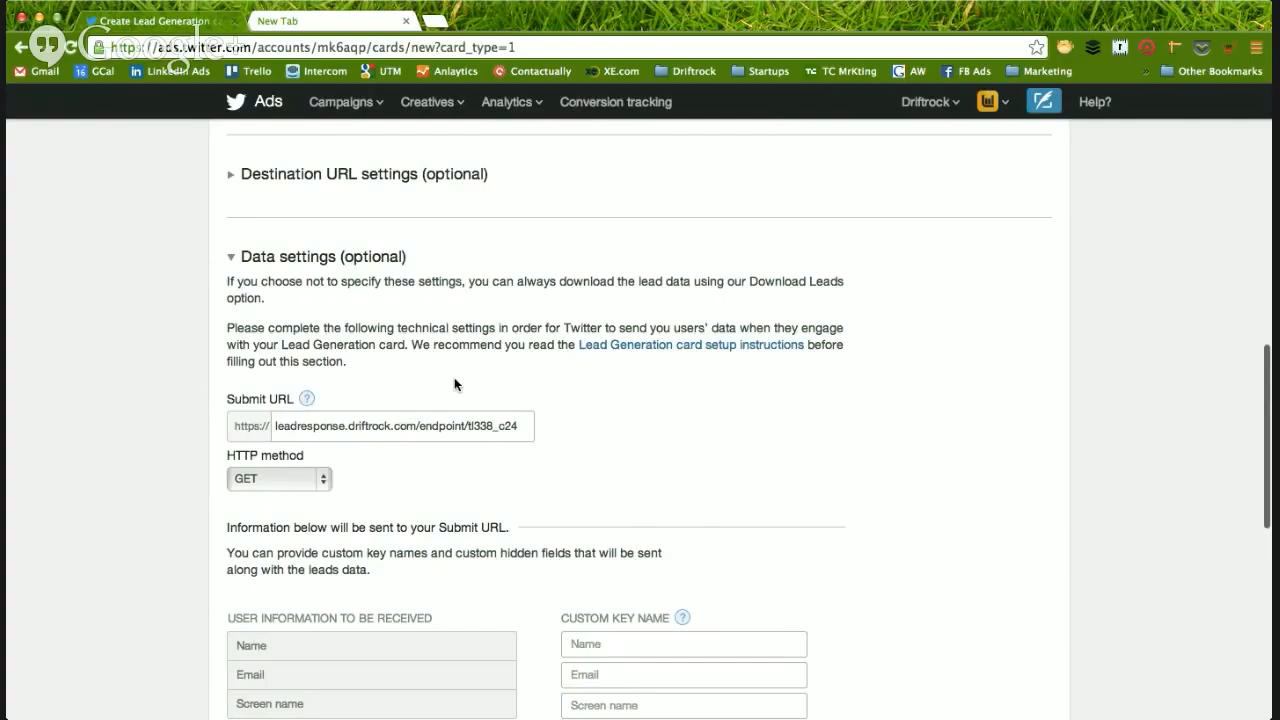 Create Lead Generation ca
New Tab
Google+
https://ads.twitter.com/accounts/mk6aqp/cards/new?card_type=1
Gmail 16 GCal in LinkedIn Ads Trello Intercom UTM Anlaytics Contactually XE.com Driftrock Startups TC TC MrKting AW FB Ads Marketing » Other Bookmarks
Ads Campaigns Creatives Analytics Conversion tracking Driftrock Help?
Destination URL settings (optional)
Data settings (optional)
If you choose not to specify these settings, you can always download the lead data using our Download Leads
option.
Please complete the following technical settings in order for Twitter to send you users' data when they engage
with your Lead Generation card. We recommend you read the Lead Generation card setup instructions before
filling out this section.
Submit URL ?
https:// leadresponse.driftrock.com/endpoint/tl338_c24
HTTP method
GET
Information below will be sent to your Submit URL.
You can provide custom key names and custom hidden fields that will be sent
along with the leads data.
USER INFORMATION TO BE RECEIVED CUSTOM KEY NAME ?
Name Name
Email Email
Screen name Screen name